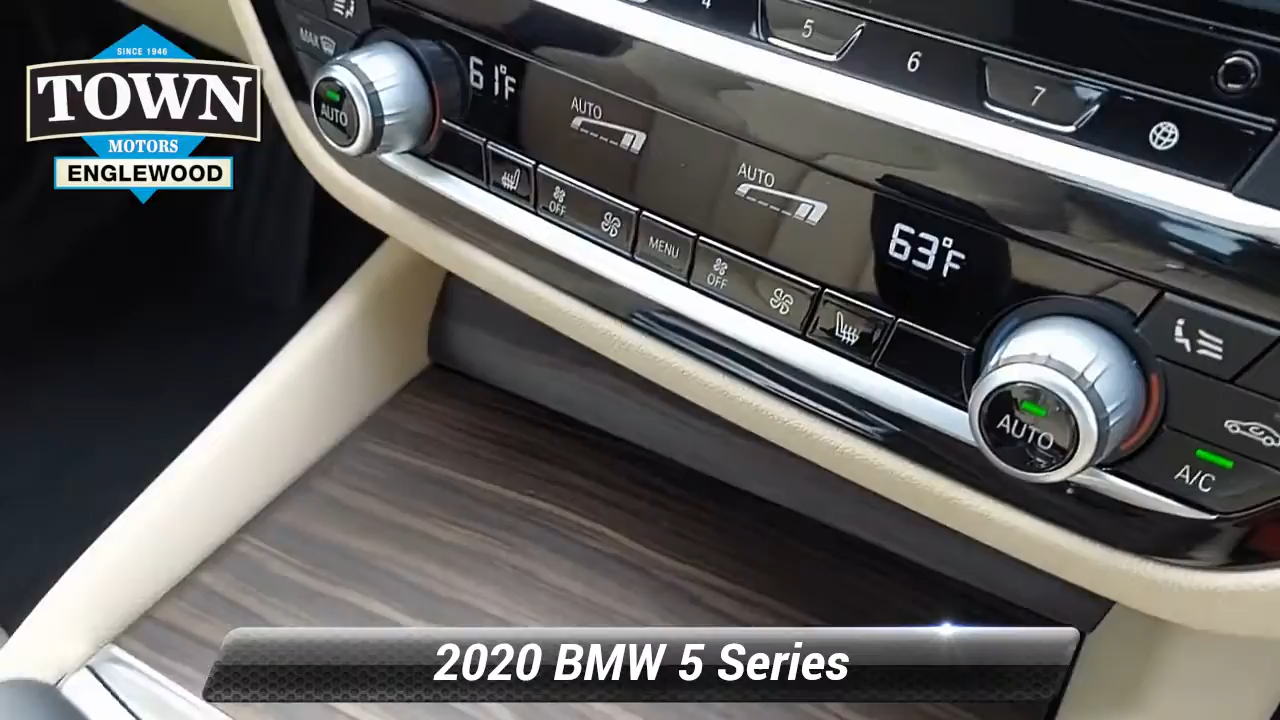 SINCE 1946
TOWN
MOTORS
ENGLEWOOD
4
5
6
7
MAX
AUTO
61°F
AUTO
AUTO
63°F
OFF
MENU
OFF
AUTO
A/C
2020 BMW 5 Series